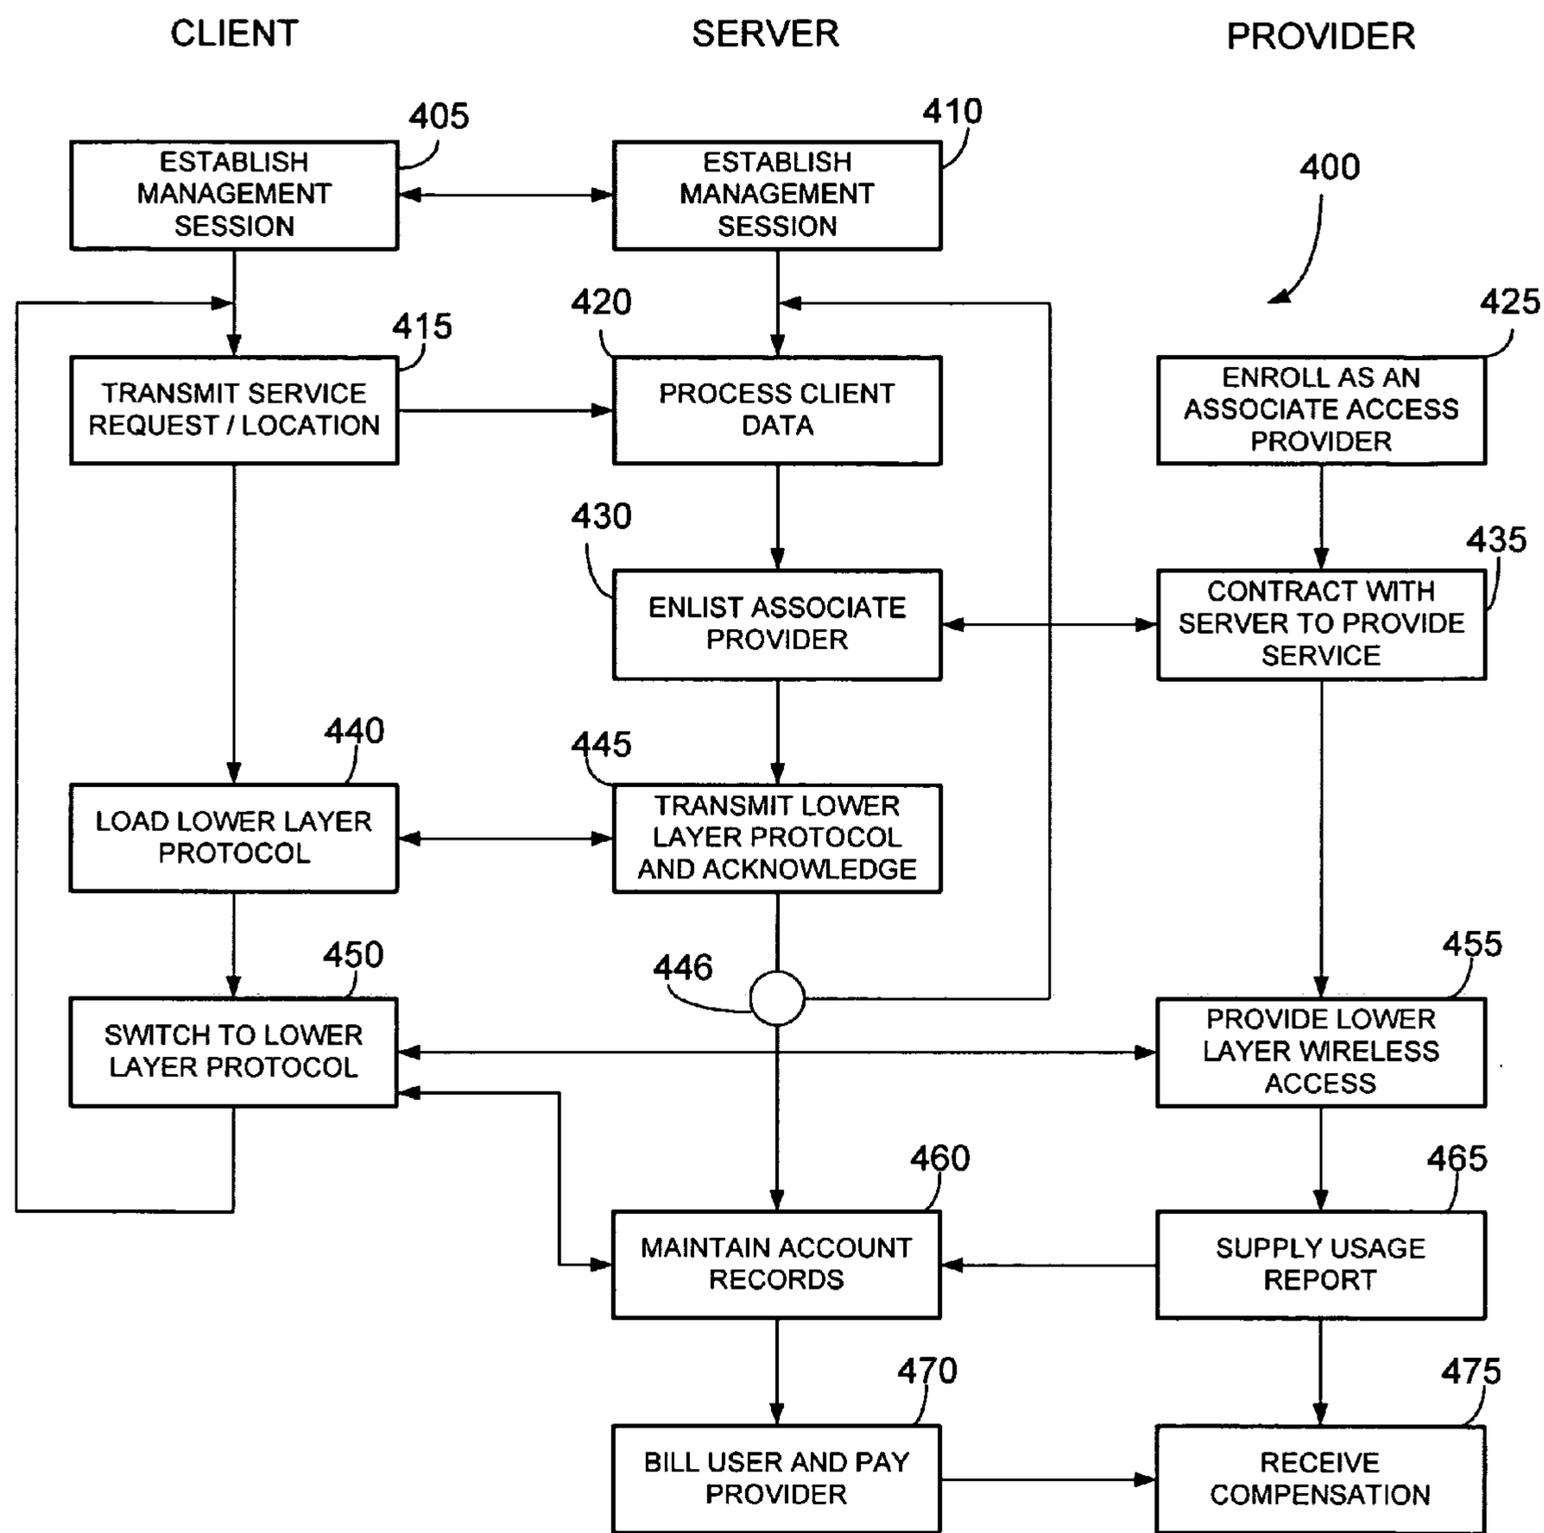 CLIENT
SERVER
PROVIDER
405
410
ESTABLISH
MANAGEMENT
SESSION
ESTABLISH
MANAGEMENT
SESSION
400
415
420
425
TRANSMIT SERVICE
REQUEST / LOCATION
PROCESS CLIENT
DATA
ENROLL AS AN
ASSOCIATE ACCESS
PROVIDER
430
435
ENLIST ASSOCIATE
PROVIDER
CONTRACT WITH
SERVER TO PROVIDE
SERVICE
440
445
LOAD LOWER LAYER
PROTOCOL
TRANSMIT LOWER
LAYER PROTOCOL
AND ACKNOWLEDGE
450
446
455
SWITCH TO LOWER
LAYER PROTOCOL
PROVIDE LOWER
LAYER WIRELESS
ACCESS
460
465
MAINTAIN ACCOUNT
RECORDS
SUPPLY USAGE
REPORT
470
475
BILL USER AND PAY
PROVIDER
RECEIVE
COMPENSATION